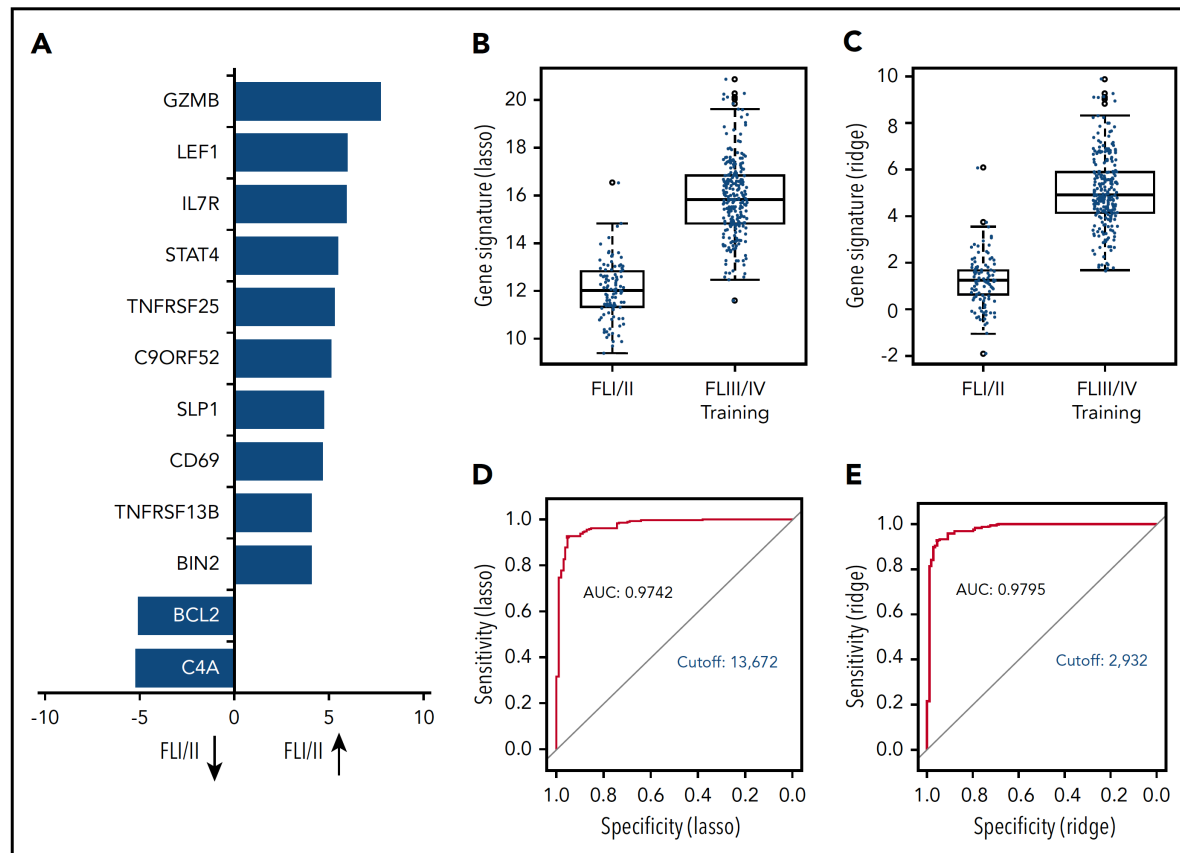 A
GZMB
LEF1
IL7R
STAT4
TNFRSF25
C9ORF52
SLP1
CD69
TNFRSF13B
BIN2
BCL2
C4A
-10 -5 0 5 10
FLI/II FLI/II
B
Gene signature (lasso)
20
18
16
14
12
10
FLI/II FLIII/IV
Training
C
Gene signature (ridge)
10
8
6
4
2
0
-2
FLI/II FLIII/IV
Training
D
Sensitivity (lasso)
1.0
0.8
0.6
0.4
0.2
0.0
AUC: 0.9742
Cutoff: 13,672
1.0 0.8 0.6 0.4 0.2 0.0
Specificity (lasso)
E
Sensitivity (ridge)
1.0
0.8
0.6
0.4
0.2
0.0
AUC: 0.9795
Cutoff: 2,932
1.0 0.8 0.6 0.4 0.2 0.0
Specificity (ridge)